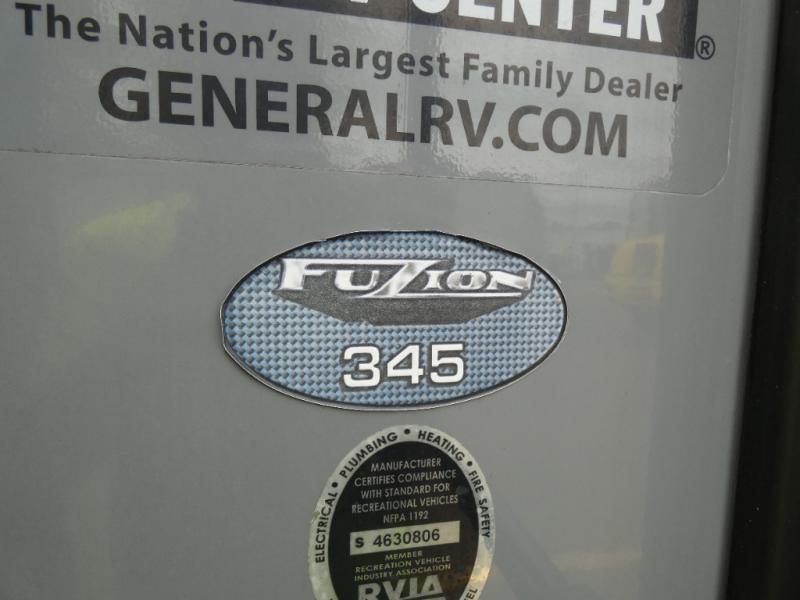 CENTER
The Nation's Largest Family Dealer
®
GENERALRV.COM
FUZION
345
ELECTRICAL • PLUMBING • HEATING • FIRE SAFETY
MANUFACTURER
CERTIFIES COMPLIANCE
WITH STANDARD FOR
RECREATIONAL VEHICLES
NFPA 1192
S 4630806
MEMBER
RECREATION VEHICLE
INDUSTRY ASSOCIATION
RVIA